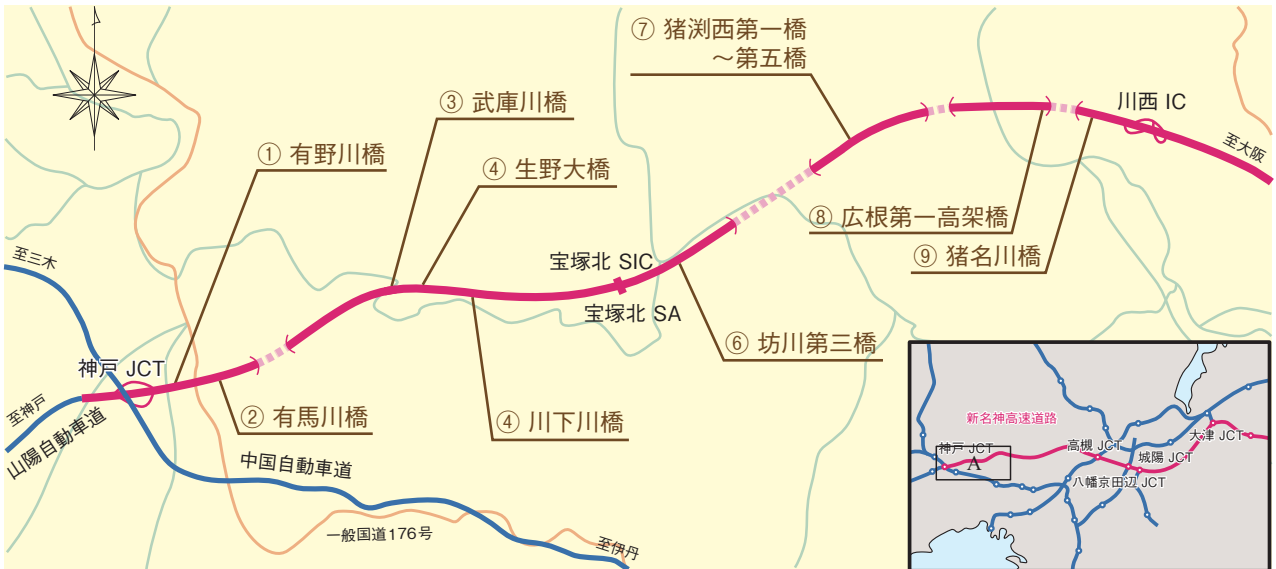 ⑦ 猪渕西第一橋
～第五橋
③ 武庫川橋
川西 IC
至大阪
① 有野川橋
④ 生野大橋
⑧ 広根第一高架橋
至三木
宝塚北 SIC
⑨ 猪名川橋
宝塚北 SA
⑥ 坊川第三橋
神戸 JCT
② 有馬川橋
④ 川下川橋
至神戸
山陽自動車道
中国自動車道
一般国道176号
至伊丹
新名神高速道路
神戸 JCT
高槻 JCT
大津 JCT
城陽 JCT
A
八幡京田辺 JCT